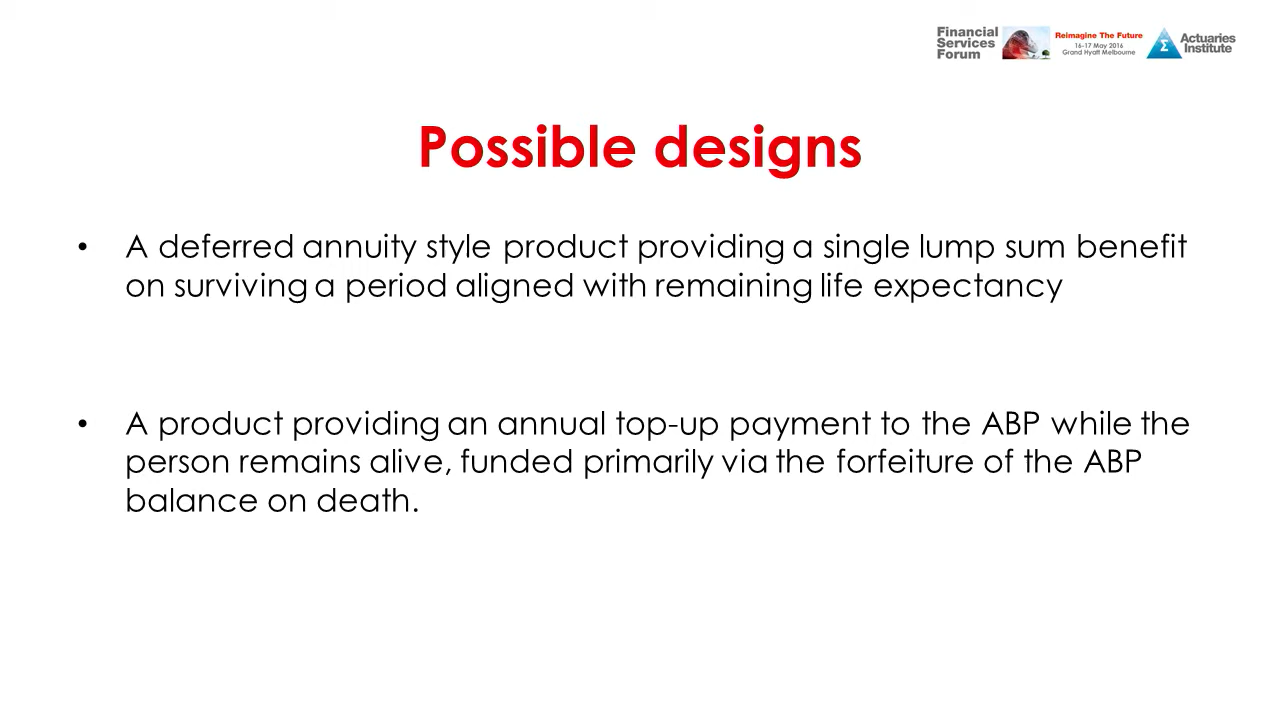 Financial
Services
Forum
Reimagine The Future
16-17 May 2016
Grand Hyatt Melbourne
Σ
Actuaries
Institute
Possible designs
• A deferred annuity style product providing a single lump sum benefit
on surviving a period aligned with remaining life expectancy
• A product providing an annual top-up payment to the ABP while the
person remains alive, funded primarily via the forfeiture of the ABP
balance on death.